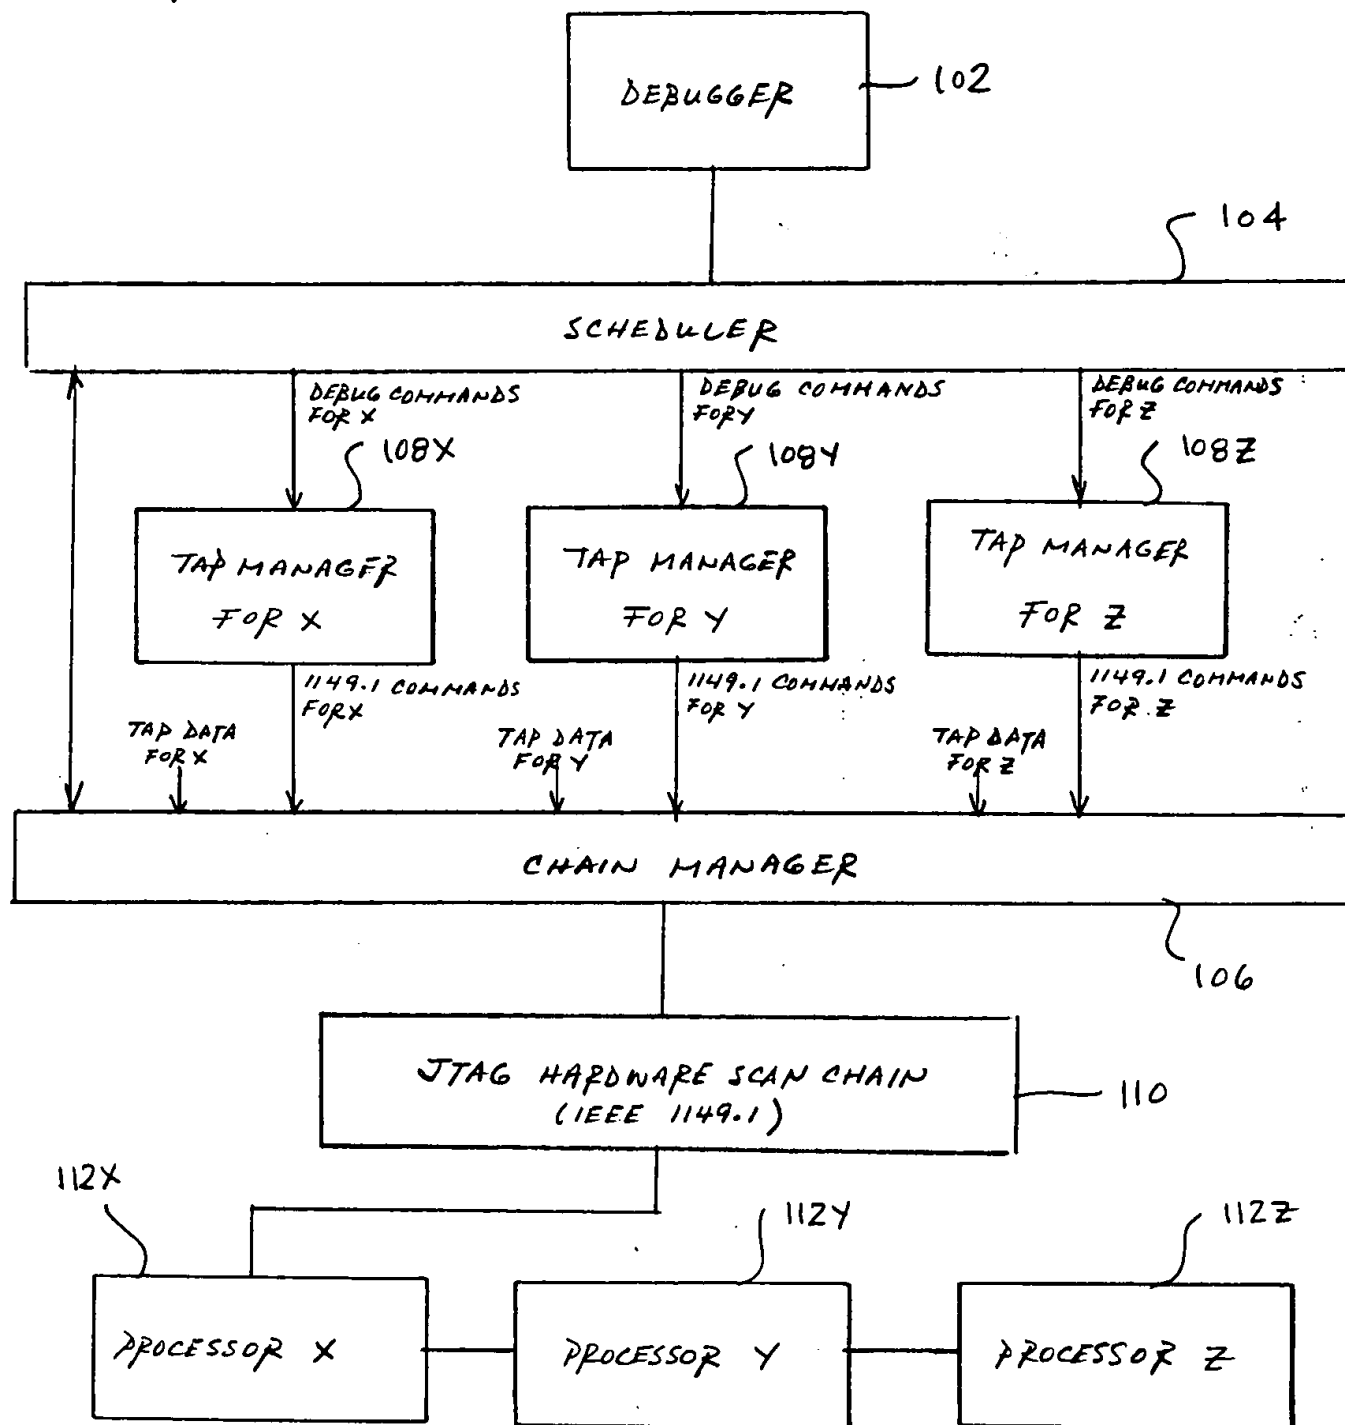 DEBUGGER
102
104
SCHEDULER
DEBUG COMMANDS
FOR X
DEBUG COMMANDS
FOR Y
DEBUG COMMANDS
FOR Z
108X
108Y
108Z
TAP MANAGER
FOR X
TAP MANAGER
FOR Y
TAP MANAGER
FOR Z
1149.1 COMMANDS
FOR X
1149.1 COMMANDS
FOR Y
1149.1 COMMANDS
FOR Z
TAP DATA
FOR X
TAP DATA
FOR Y
TAP DATA
FOR Z
CHAIN MANAGER
106
JTAG HARDWARE SCAN CHAIN
(IEEE 1149.1)
110
112X
112Y
112Z
PROCESSOR X
PROCESSOR Y
PROCESSOR Z